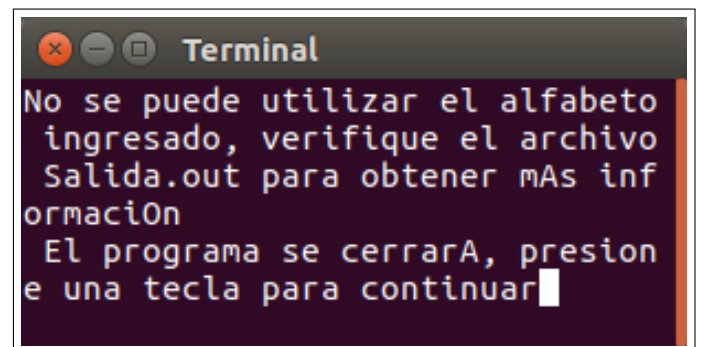 Terminal
No se puede utilizar el alfabeto
ingresado, verifique el archivo
Salida.out para obtener mAs inf
ormaciOn
El programa se cerrarA, presion
e una tecla para continuar